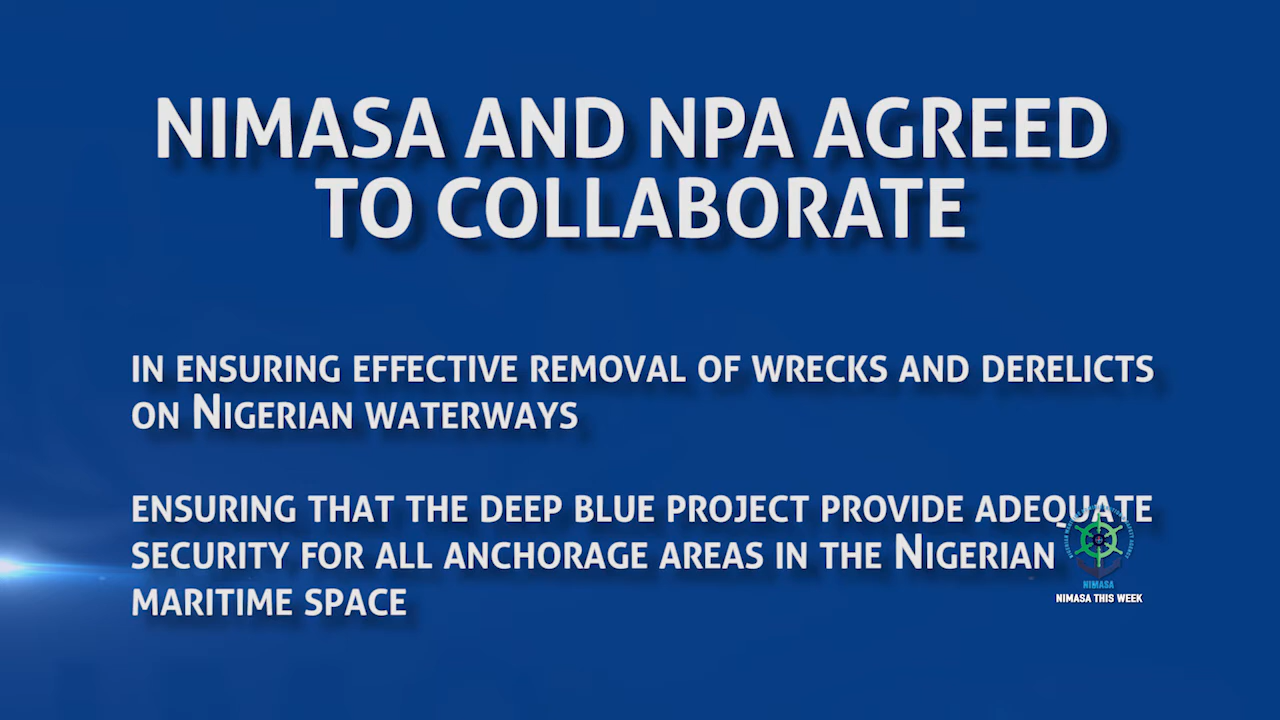 NIMASA AND NPA AGREED
TO COLLABORATE
IN ENSURING EFFECTIVE REMOVAL OF WRECKS AND DERELICTS
ON NIGERIAN WATERWAYS
ENSURING THAT THE DEEP BLUE PROJECT PROVIDE ADEQUATE
SECURITY FOR ALL ANCHORAGE AREAS IN THE NIGERIAN
MARITIME SPACE
NIMASA
NIMASA THIS WEEK